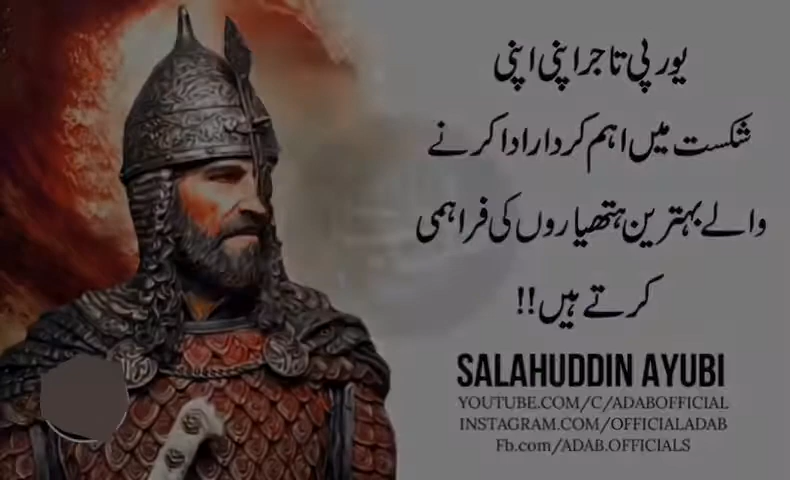 یورپی تاجر اپنی اپنی
شکست میں اہم کردار ادا کرنے
والے بہترین ہتھیاروں کی فراہمی
کرتے ہیں!!
SALAHUDDIN AYUBI
YOUTUBE.COM/C/ADABOFFICIAL
INSTAGRAM.COM/OFFICIALADAB
Fb.com/ADAB.OFFICIALS